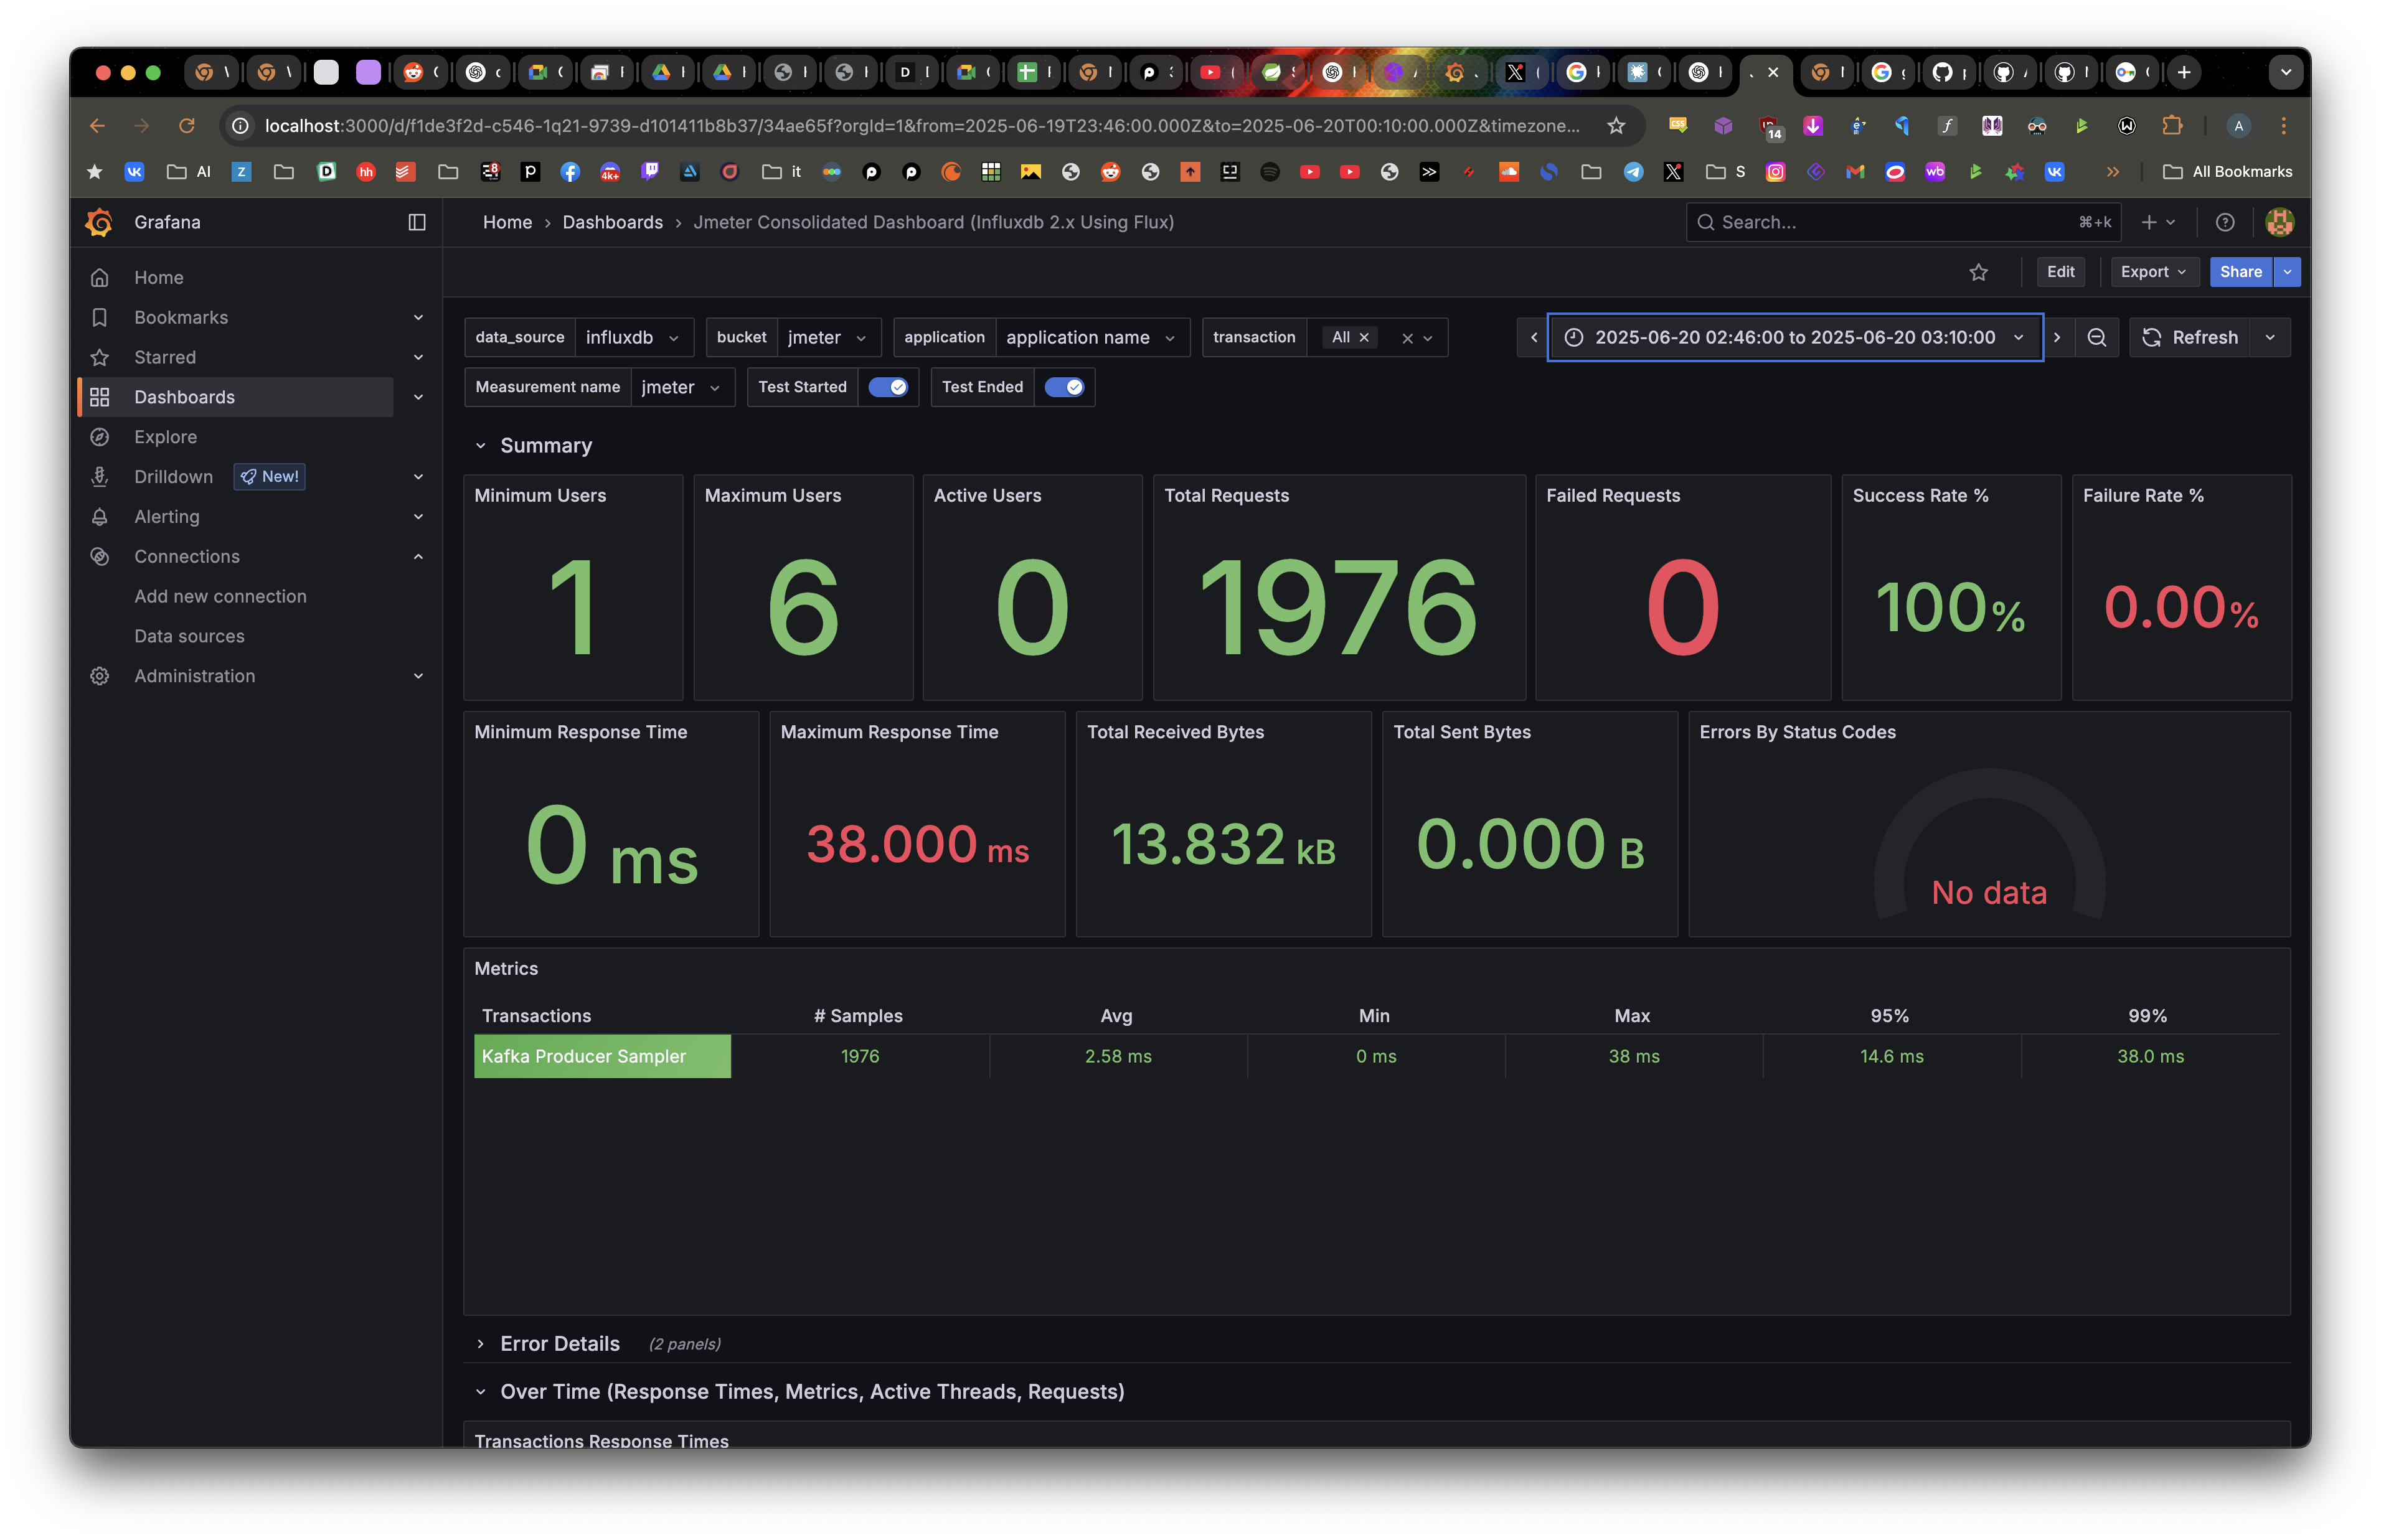 localhost:3000/d/f1de3f2d-c546-1q21-9739-d101411b8b37/34ae65f?orgId=1&from=2025-06-19T23:46:00.000Z&to=2025-06-20T00:10:00.000Z&timezone...
14
A
AI
it
S
All Bookmarks
Grafana
Home › Dashboards › Jmeter Consolidated Dashboard (Influxdb 2.x Using Flux)
Search...
⌘+k
Edit
Export
Share
Home
Bookmarks
Starred
Dashboards
Explore
Drilldown
New!
Alerting
Connections
Add new connection
Data sources
Administration
data_source influxdb
bucket jmeter
application application name
transaction All
2025-06-20 02:46:00 to 2025-06-20 03:10:00
Refresh
Measurement name jmeter
Test Started
Test Ended
Summary
Minimum Users
1
Maximum Users
6
Active Users
0
Total Requests
1976
Failed Requests
0
Success Rate %
100%
Failure Rate %
0.00%
Minimum Response Time
0 ms
Maximum Response Time
38.000 ms
Total Received Bytes
13.832 kB
Total Sent Bytes
0.000 B
Errors By Status Codes
No data
Metrics
Transactions # Samples Avg Min Max 95% 99%
Kafka Producer Sampler 1976 2.58 ms 0 ms 38 ms 14.6 ms 38.0 ms
Error Details (2 panels)
Over Time (Response Times, Metrics, Active Threads, Requests)
Transactions Response Times